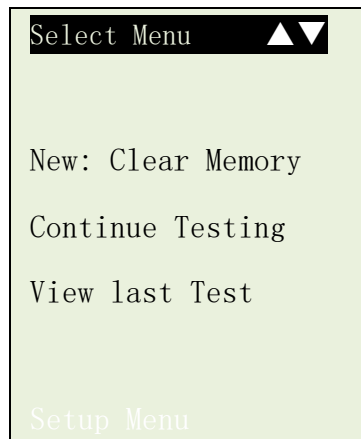 Select Menu ▲▼
New: Clear Memory
Continue Testing
View last Test
Setup Menu